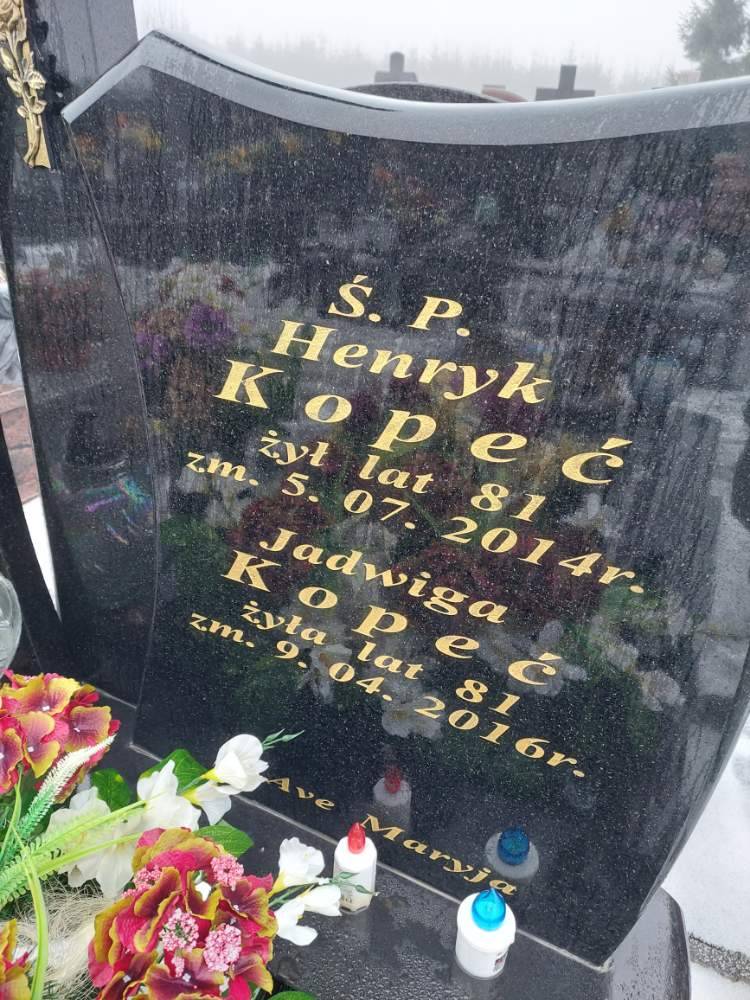 Ś. P.
Henryk
Kopeć
żył lat 81
zm. 5. 07. 2014r.
Jadwiga
Kopeć
żyła lat 81
zm. 9. 04. 2016r.
Ave Maryja